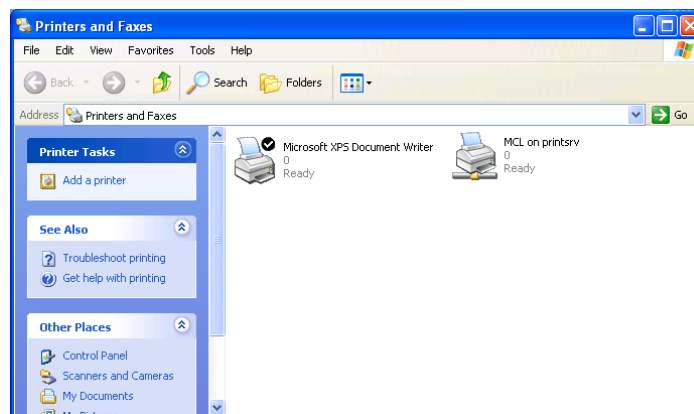 Printers and Faxes
File Edit View Favorites Tools Help
Back Search Folders
Address Printers and Faxes Go
Printer Tasks
Add a printer
See Also
Troubleshoot printing
Get help with printing
Other Places
Control Panel
Scanners and Cameras
My Documents
Microsoft XPS Document Writer
0
Ready
MCL on printsrv
0
Ready